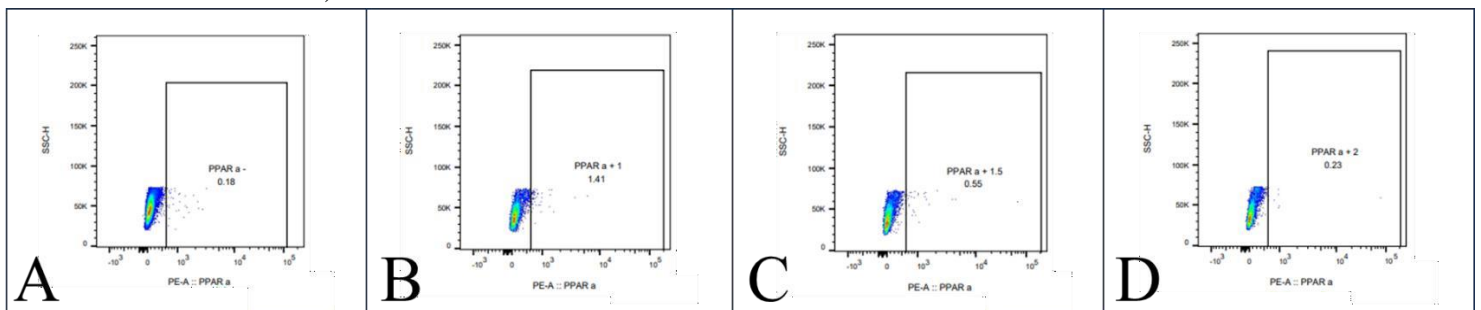 250K
200K
150K
100K
50K
0
SSC-H
PPAR a -
0.18
-10³ 0 10³ 10⁴ 10⁵
PE-A :: PPAR a
A
250K
200K
150K
100K
50K
0
SSC-H
PPAR a + 1
1.41
-10³ 0 10³ 10⁴ 10⁵
PE-A :: PPAR a
B
250K
200K
150K
100K
50K
0
SSC-H
PPAR a + 1.5
0.55
-10³ 0 10³ 10⁴ 10⁵
PE-A :: PPAR a
C
250K
200K
150K
100K
50K
0
SSC-H
PPAR a + 2
0.23
-10³ 0 10³ 10⁴ 10⁵
PE-A :: PPAR a
D